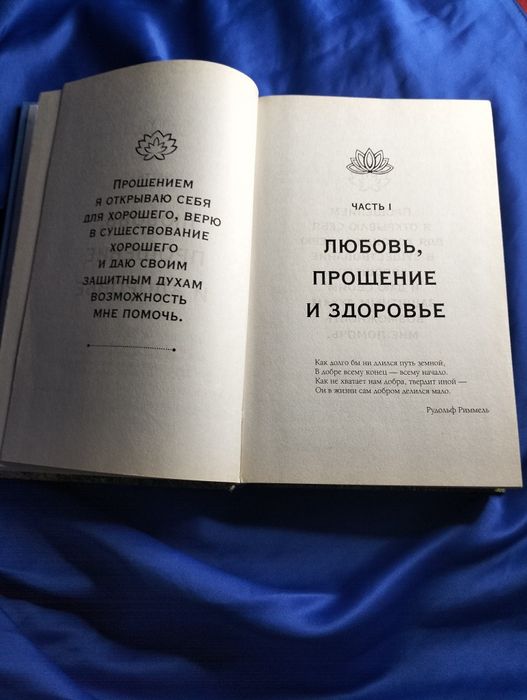 Прощением
я открываю себя
для хорошего, верю
в существование
хорошего
и даю своим
защитным духам
возможность
мне помочь.
ЧАСТЬ I
ЛЮБОВЬ,
ПРОЩЕНИЕ
И ЗДОРОВЬЕ
Как долго бы ни длился путь земной,
В добре всему конец — всему начало.
Как не хватает нам добра, твердит иной —
Он в жизни сам добром делился мало.
Рудольф Риммель